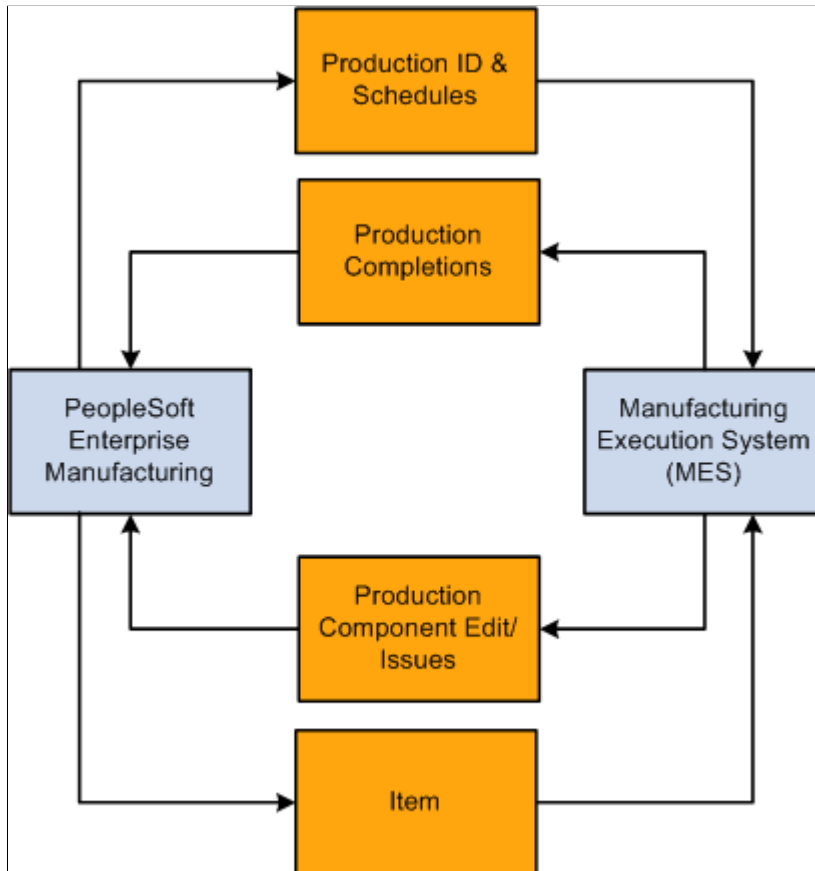 Production ID &
Schedules
Production
Completions
PeopleSoft
Enterprise
Manufacturing
Manufacturing
Execution System
(MES)
Production
Component Edit/
Issues
Item